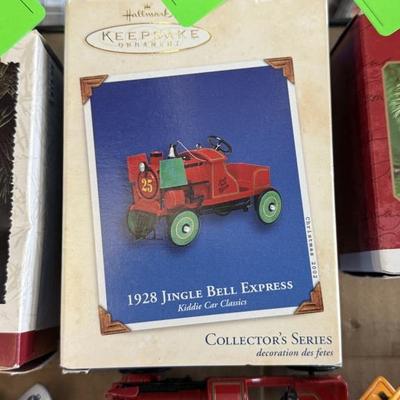 Hallmark
KEEPSAKE
ORNAMENT
25
1928 JINGLE BELL EXPRESS
Kiddie Car Classics
Christmas 2002
COLLECTOR'S SERIES
decoration des fetes